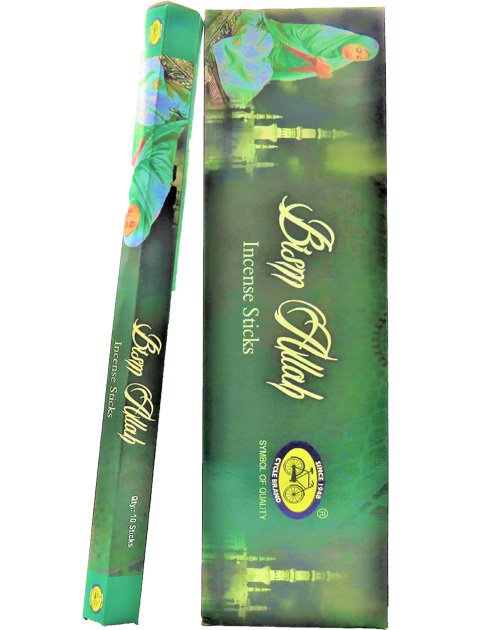 Bism Allah
Incense Sticks
Qty.: 10 Sticks
Bism Allah
Incense Sticks
SINCE 1948
CYCLE BRAND
®
SYMBOL OF QUALITY